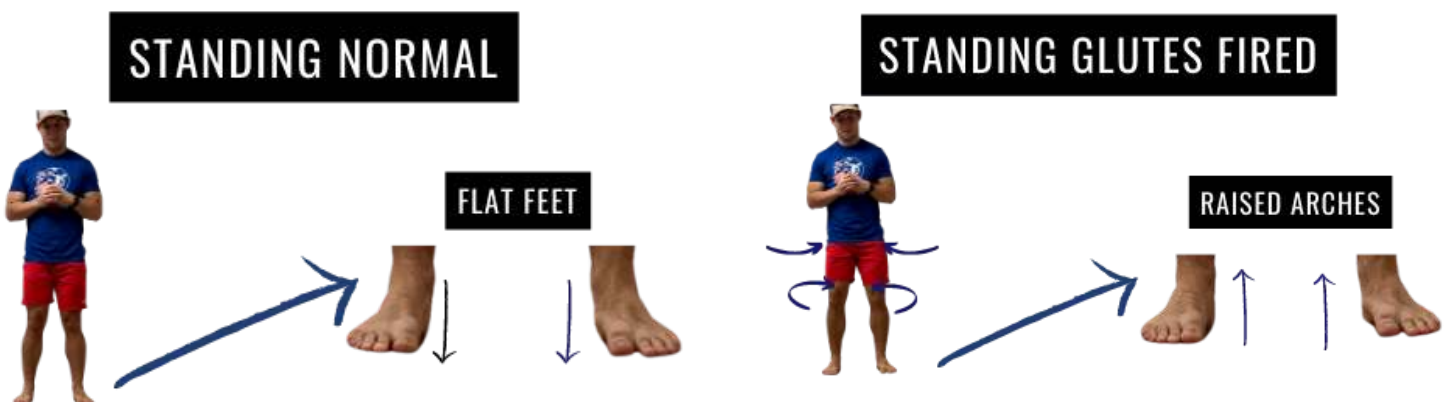 STANDING NORMAL
FLAT FEET
STANDING GLUTES FIRED
RAISED ARCHES